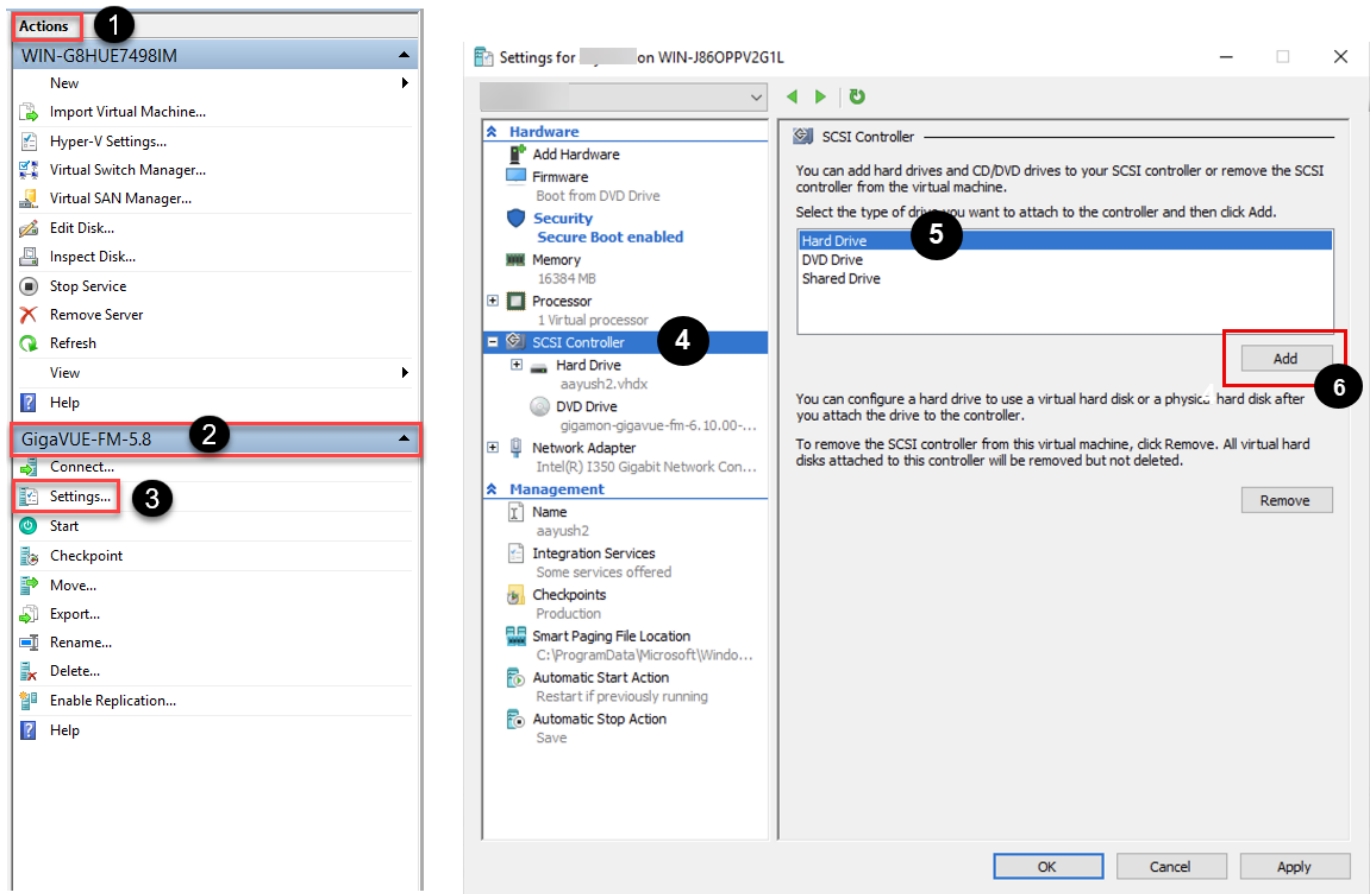 Actions
1
WIN-G8HUE7498IM
New
Import Virtual Machine...
Hyper-V Settings...
Virtual Switch Manager...
Virtual SAN Manager...
Edit Disk...
Inspect Disk...
Stop Service
Remove Server
Refresh
View
Help
GigaVUE-FM-5.8
2
Connect...
Settings...
3
Start
Checkpoint
Move...
Export...
Rename...
Delete...
Enable Replication...
Help
Settings for
on WIN-J86OPPV2G1L
Hardware
Add Hardware
Firmware
Boot from DVD Drive
Security
Secure Boot enabled
Memory
16384 MB
Processor
1 Virtual processor
SCSI Controller
4
Hard Drive
aayush2.vhdx
DVD Drive
gigamon-gigavue-fm-6.10.00-...
Network Adapter
Intel(R) I350 Gigabit Network Con...
Management
Name
aayush2
Integration Services
Some services offered
Checkpoints
Production
Smart Paging File Location
C:\ProgramData\Microsoft\Windo...
Automatic Start Action
Restart if previously running
Automatic Stop Action
Save
SCSI Controller
You can add hard drives and CD/DVD drives to your SCSI controller or remove the SCSI
controller from the virtual machine.
Select the type of drive you want to attach to the controller and then click Add.
Hard Drive
5
DVD Drive
Shared Drive
Add
6
You can configure a hard drive to use a virtual hard disk or a physical hard disk after
you attach the drive to the controller.
To remove the SCSI controller from this virtual machine, click Remove. All virtual hard
disks attached to this controller will be removed but not deleted.
Remove
OK
Cancel
Apply